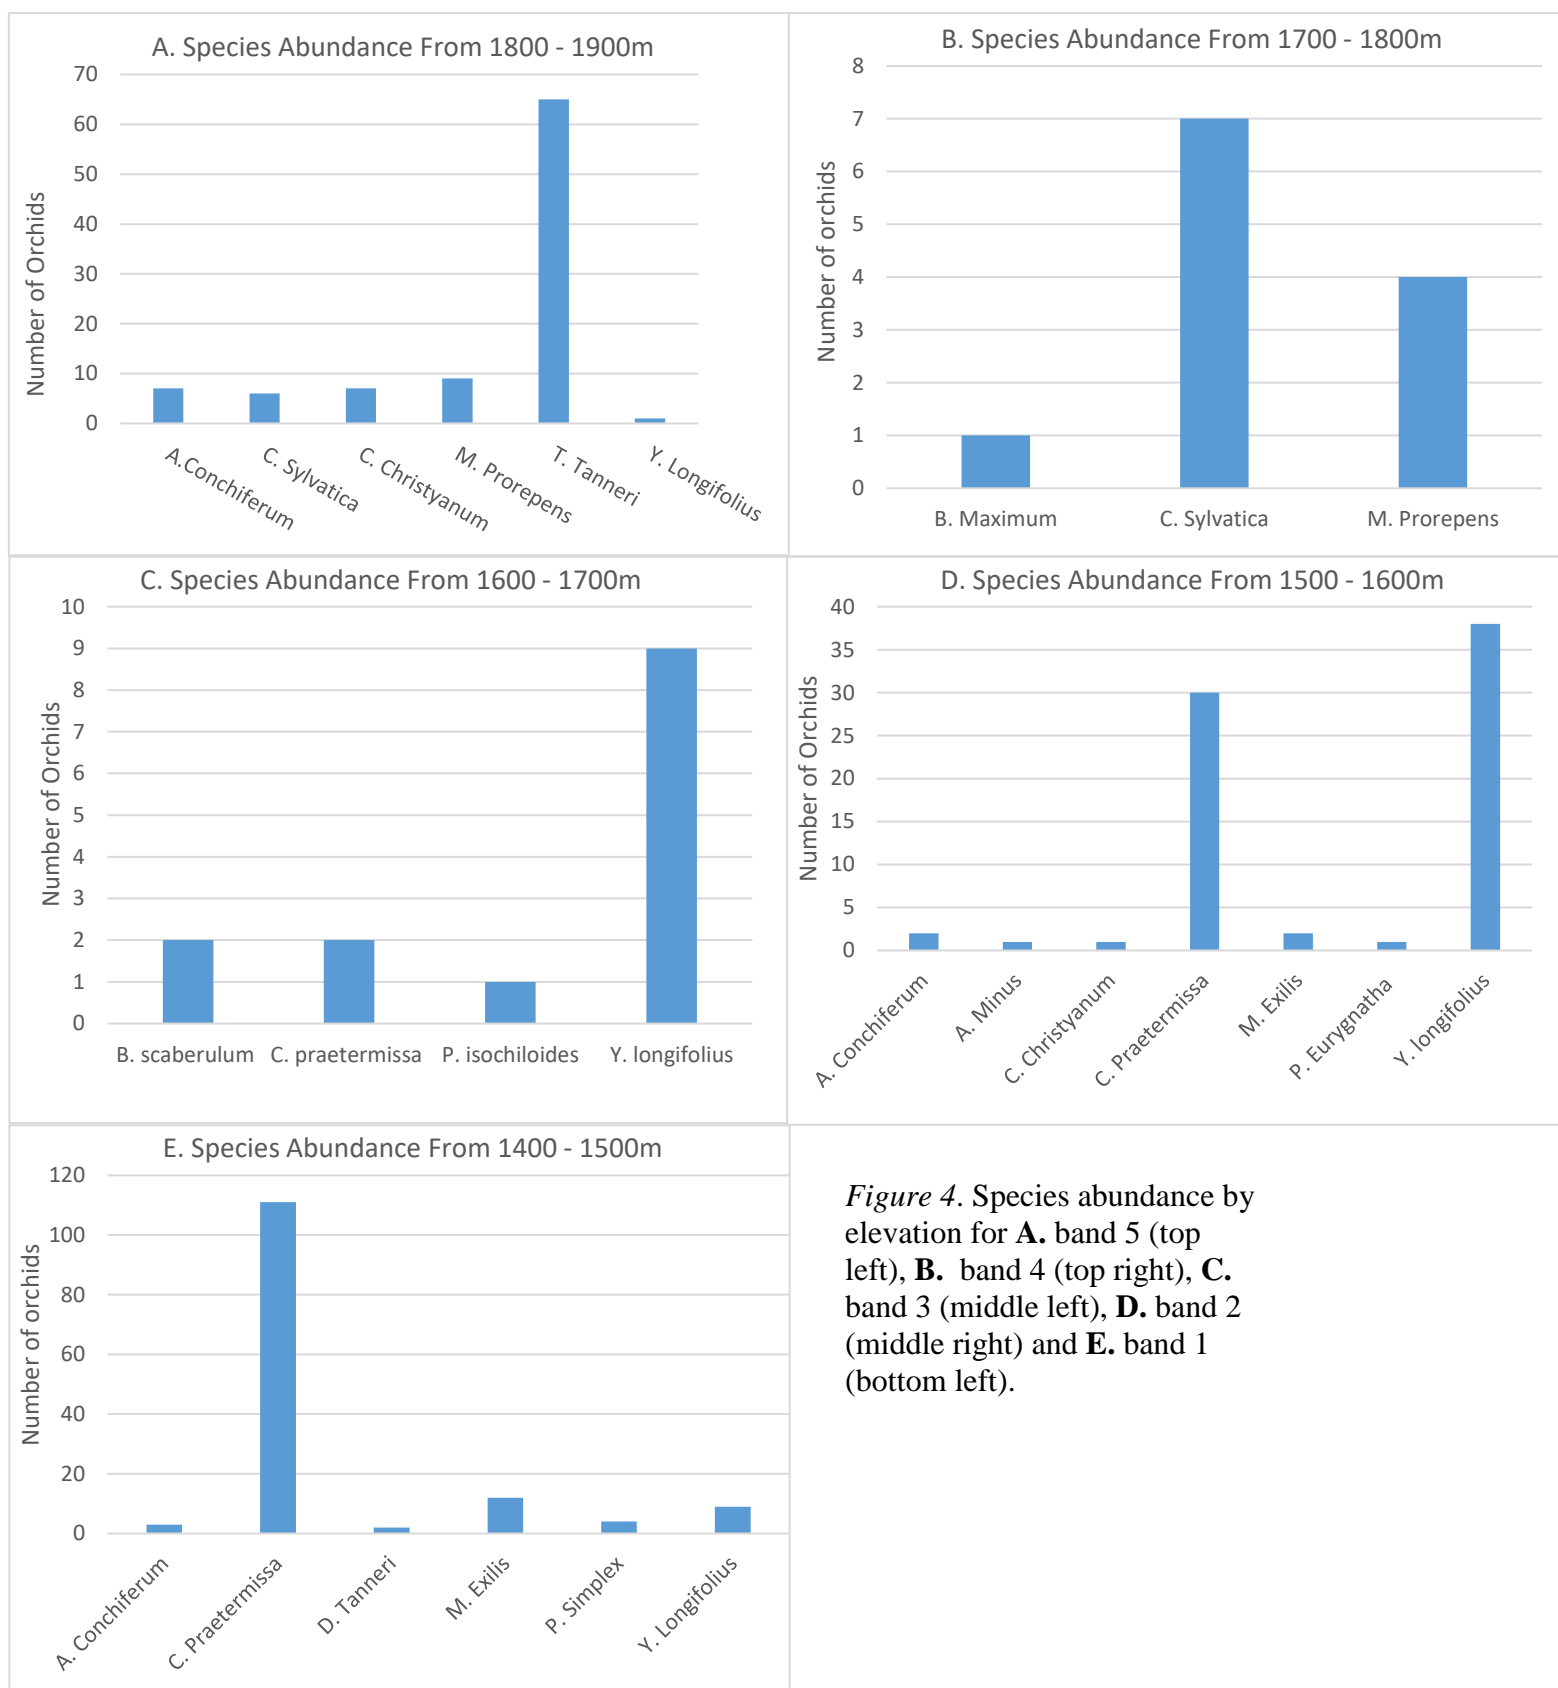 A. Species Abundance From 1800 - 1900m
Number of Orchids
70
60
50
40
30
20
10
0
A.Conchiferum
C. Sylvatica
C. Christyanum
M. Prorepens
T. Tanneri
Y. Longifolius
B. Species Abundance From 1700 - 1800m
Number of orchids
8
7
6
5
4
3
2
1
0
B. Maximum
C. Sylvatica
M. Prorepens
C. Species Abundance From 1600 - 1700m
Number of Orchids
10
9
8
7
6
5
4
3
2
1
0
B. scaberulum
C. praetermissa
P. isochiloides
Y. longifolius
D. Species Abundance From 1500 - 1600m
Number of Orchids
40
35
30
25
20
15
10
5
0
A. Conchiferum
A. Minus
C. Christyanum
C. Praetermissa
M. Exilis
P. Eurygnatha
Y. longifolius
E. Species Abundance From 1400 - 1500m
Number of orchids
120
100
80
60
40
20
0
A. Conchiferum
C. Praetermissa
D. Tanneri
M. Exilis
P. Simplex
Y. Longifolius
Figure 4. Species abundance by
elevation for A. band 5 (top
left), B. band 4 (top right), C.
band 3 (middle left), D. band 2
(middle right) and E. band 1
(bottom left).